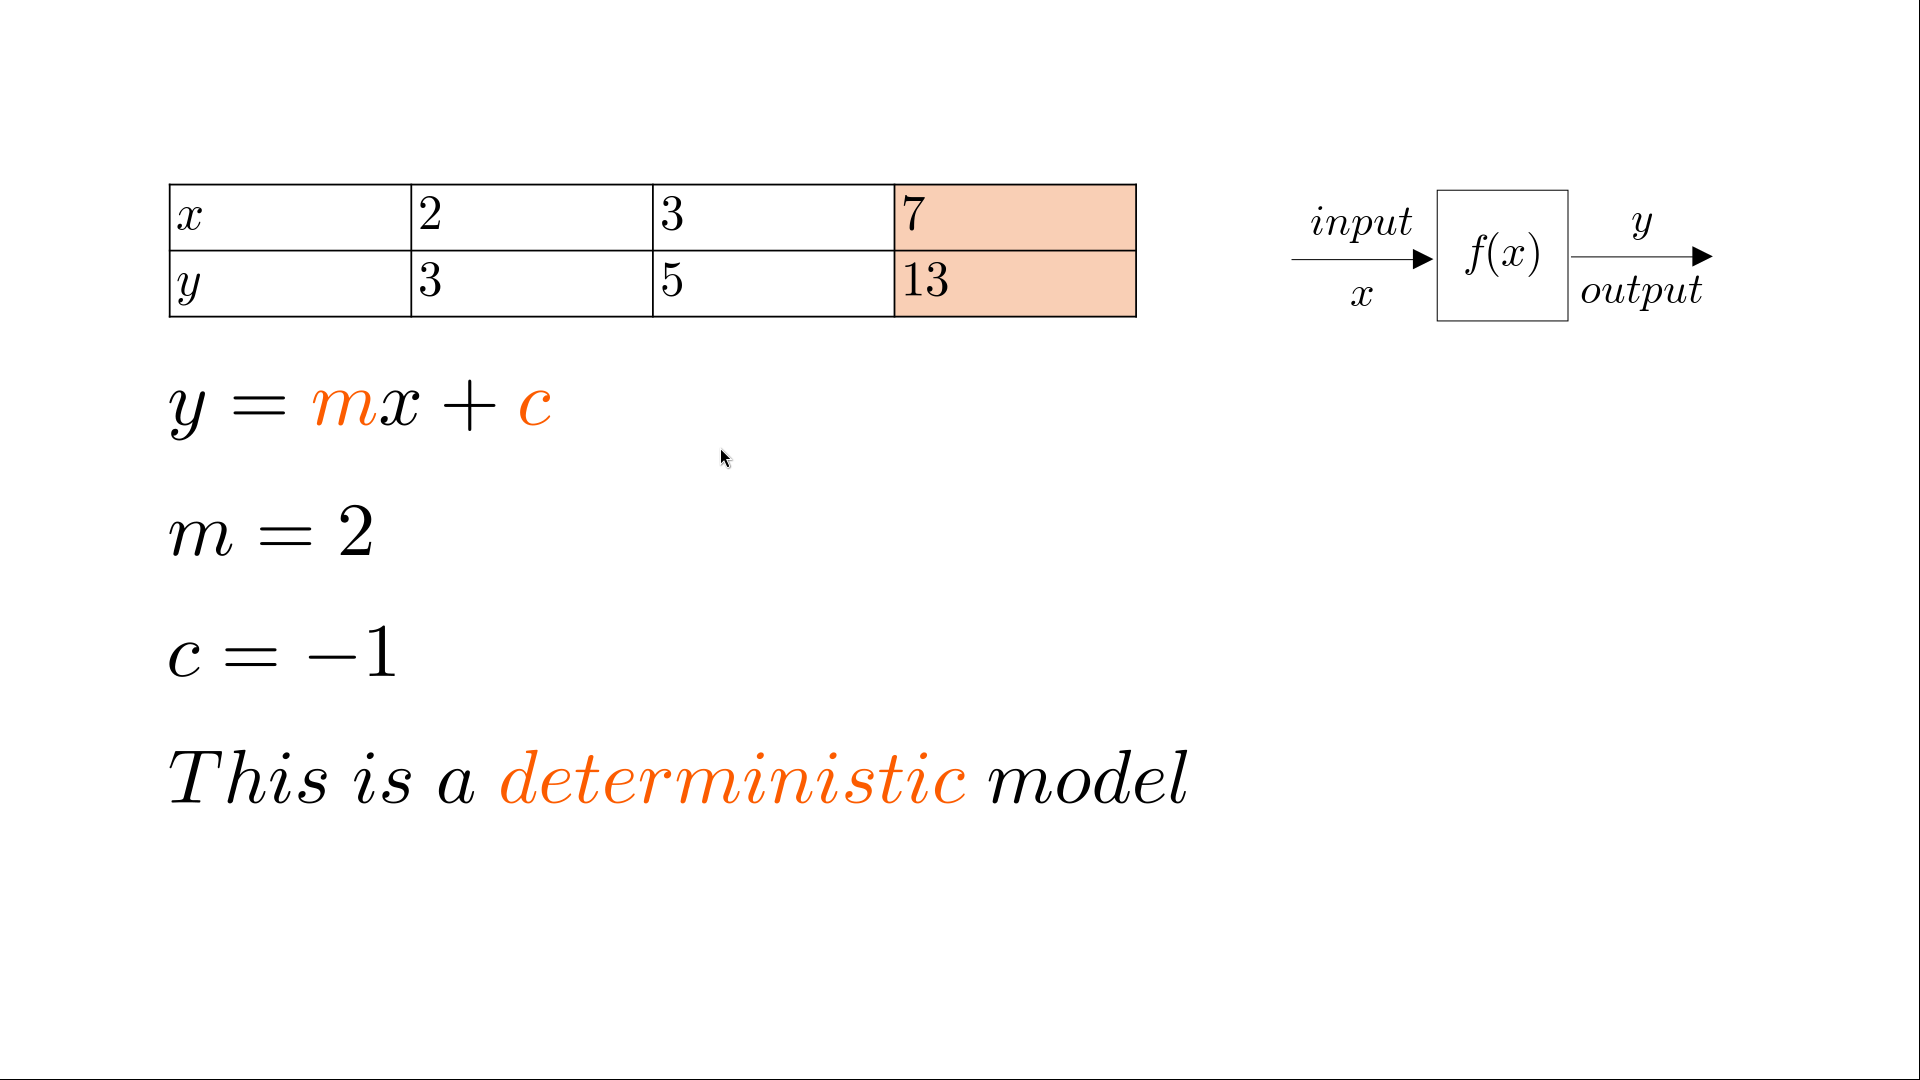 x 2 3 7
y 3 5 13
input
x
f(x)
y
output
y = mx + c
m = 2
c = −1
This is a deterministic model